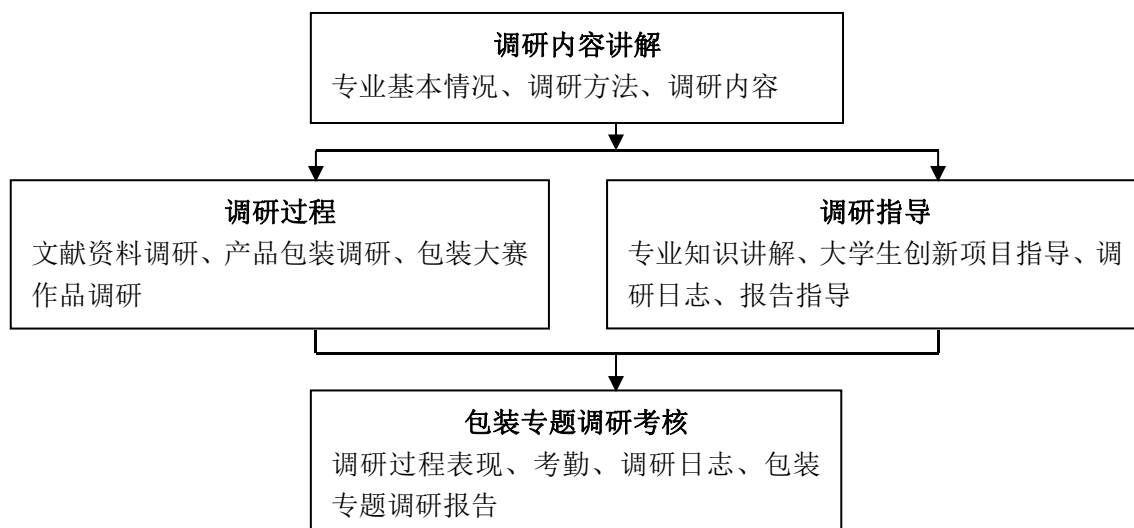 调研内容讲解
专业基本情况、调研方法、调研内容
调研过程
文献资料调研、产品包装调研、包装大赛
作品调研
调研指导
专业知识讲解、大学生创新项目指导、调
研日志、报告指导
包装专题调研考核
调研过程表现、考勤、调研日志、包装
专题调研报告